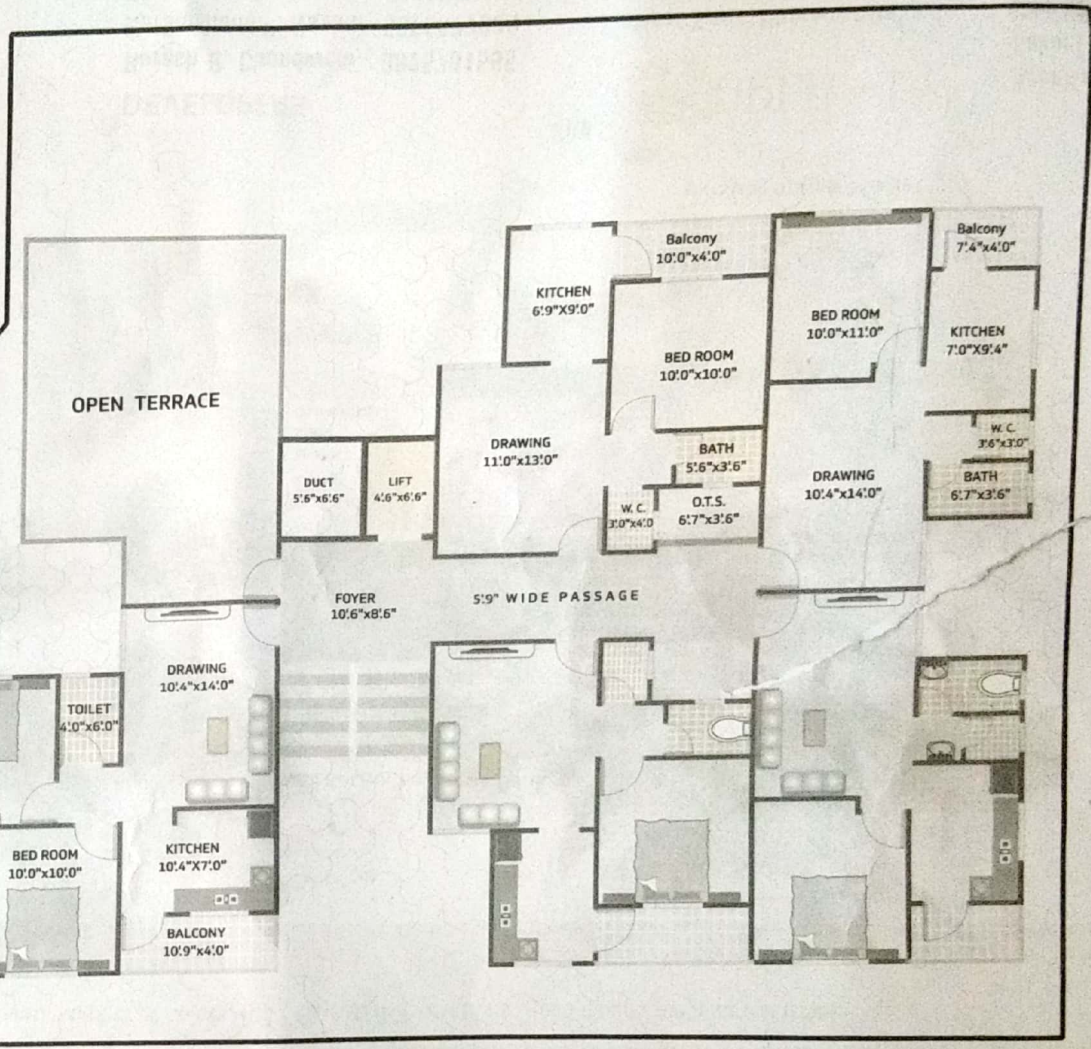 Balcony
10'.0"x4'.0"
Balcony
7'.4"x4'.0"
KITCHEN
6'.9"X9'.0"
BED ROOM
10'.0"x11'.0"
KITCHEN
7'.0"X9'.4"
BED ROOM
10'.0"x10'.0"
OPEN TERRACE
DRAWING
11'.0"x13'.0"
W. C.
3'.6"x3'.0"
BATH
5'.6"x3'.6"
DUCT
5'.6"x6'.6"
LIFT
4'.6"x6'.6"
DRAWING
10'.4"x14'.0"
BATH
6'.7"x3'.6"
W. C.
3'.0"x4'.0
O.T.S.
6'.7"x3'.6"
FOYER
10'.6"x8'.6"
5'.9" WIDE PASSAGE
DRAWING
10'.4"x14'.0"
TOILET
4'.0"x6'.0"
BED ROOM
10'.0"x10'.0"
KITCHEN
10'.4"X7'.0"
BALCONY
10'.9"x4'.0"